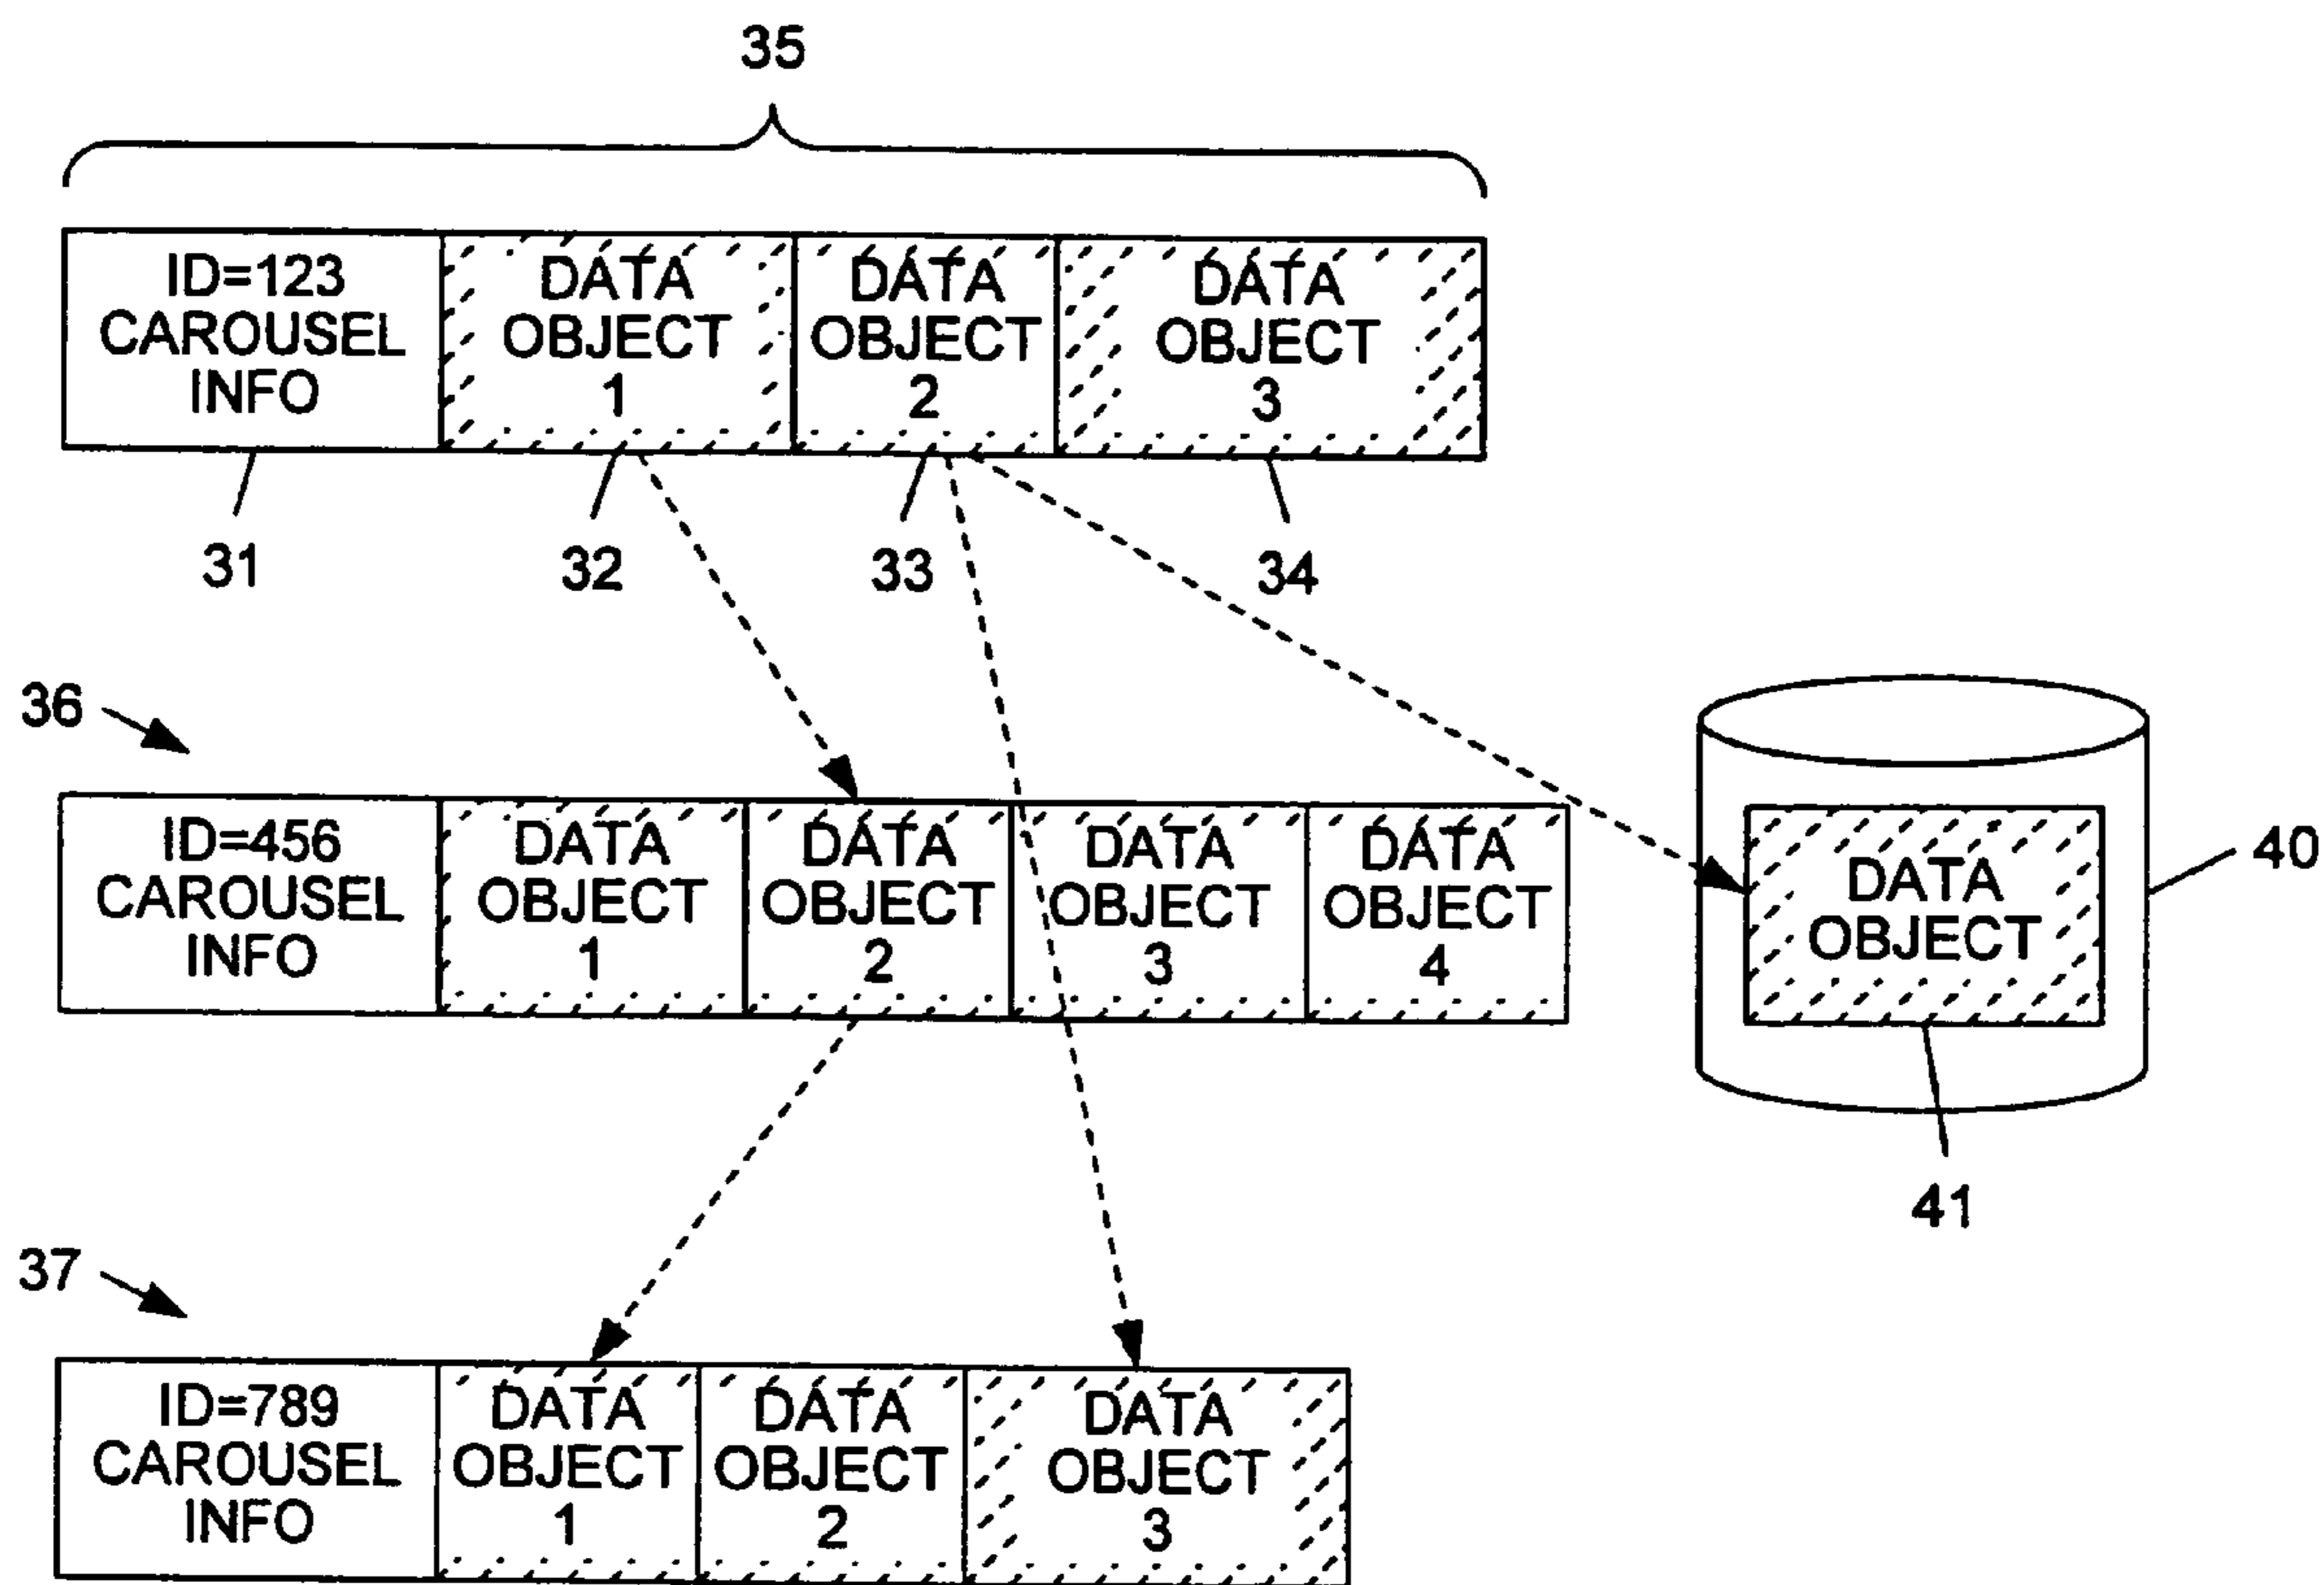 35
ID=123
CAROUSEL
INFO
DATA
OBJECT
1
DATA
OBJECT
2
DATA
OBJECT
3
31
32
33
34
36
ID=456
CAROUSEL
INFO
DATA
OBJECT
1
DATA
OBJECT
2
DATA
OBJECT
3
DATA
OBJECT
4
DATA
OBJECT
40
41
37
ID=789
CAROUSEL
INFO
DATA
OBJECT
1
DATA
OBJECT
2
DATA
OBJECT
3